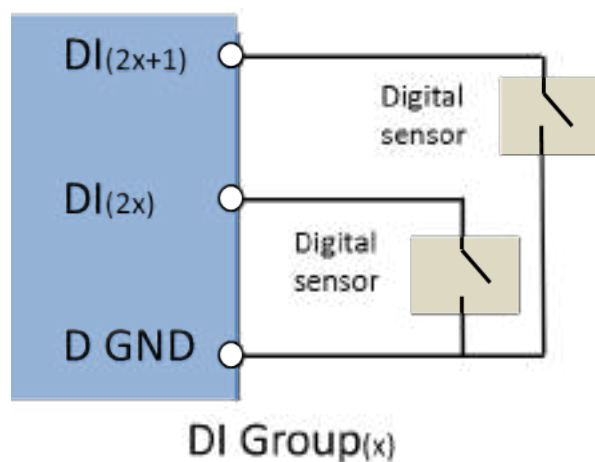 DI(2x+1)
Digital
sensor
DI(2x)
Digital
sensor
D GND
DI Group(x)